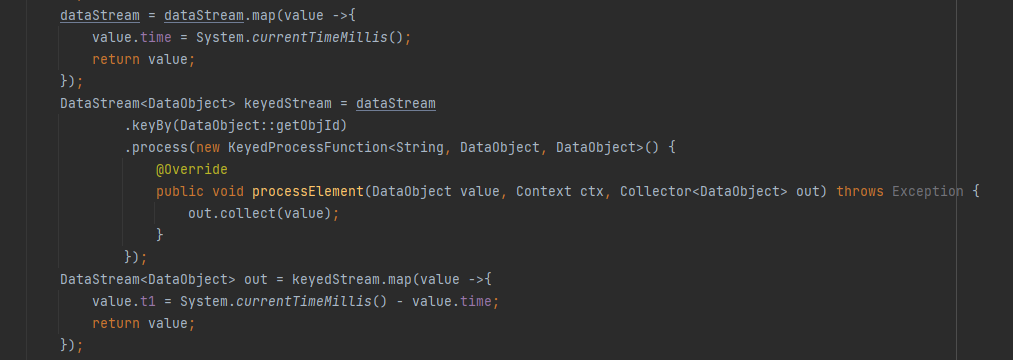 dataStream = dataStream.map(value ->{
value.time = System.currentTimeMillis();
return value;
});
DataStream<DataObject> keyedStream = dataStream
.keyBy(DataObject::getObjId)
.process(new KeyedProcessFunction<String, DataObject, DataObject>() {
@Override
public void processElement(DataObject value, Context ctx, Collector<DataObject> out) throws Exception {
out.collect(value);
}
});
DataStream<DataObject> out = keyedStream.map(value ->{
value.t1 = System.currentTimeMillis() - value.time;
return value;
});